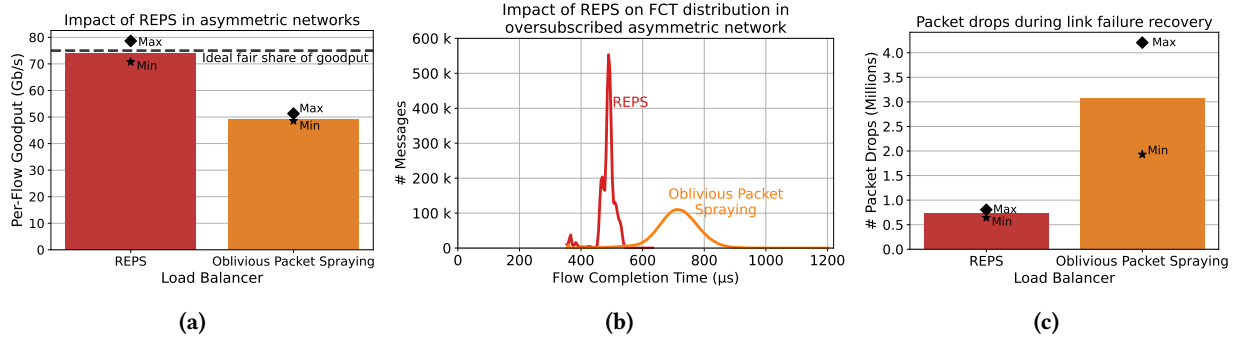 Impact of REPS in asymmetric networks
80
70
60
50
40
30
20
10
0
Per-Flow Goodput (Gb/s)
Max
Min
Ideal fair share of goodput
Max
Min
REPS
Oblivious Packet Spraying
Load Balancer
(a)
Impact of REPS on FCT distribution in
oversubscribed asymmetric network
600 k
500 k
400 k
300 k
200 k
100 k
0
# Messages
REPS
Oblivious Packet
Spraying
0
200
400
600
800
1000
1200
Flow Completion Time (µs)
(b)
Packet drops during link failure recovery
4.0
3.5
3.0
2.5
2.0
1.5
1.0
0.5
0.0
# Packet Drops (Millions)
Max
Min
Max
Min
REPS
Oblivious Packet Spraying
Load Balancer
(c)